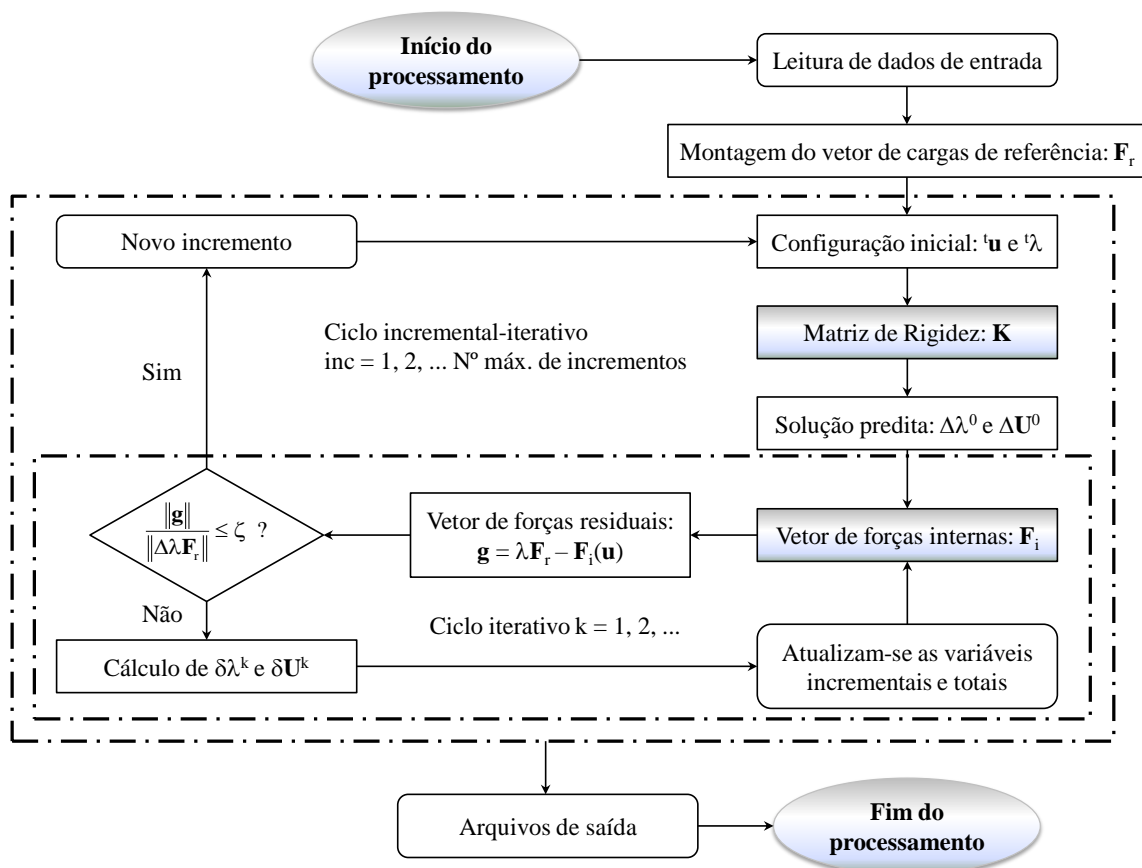 Início do
processamento
Leitura de dados de entrada
Montagem do vetor de cargas de referência: Fᵣ
Novo incremento
Configuração inicial: ᵗu e ᵗλ
Matriz de Rigidez: K
Ciclo incremental-iterativo
inc = 1, 2, ... Nº máx. de incrementos
Sim
Solução predita: Δλ⁰ e ΔU⁰
‖g‖
‖ΔλFᵣ‖ ≤ ζ ?
Vetor de forças residuais:
g = λFᵣ – Fᵢ(u)
Vetor de forças internas: Fᵢ
Não
Ciclo iterativo k = 1, 2, ...
Cálculo de δλᵏ e δUᵏ
Atualizam-se as variáveis
incrementais e totais
Arquivos de saída
Fim do
processamento